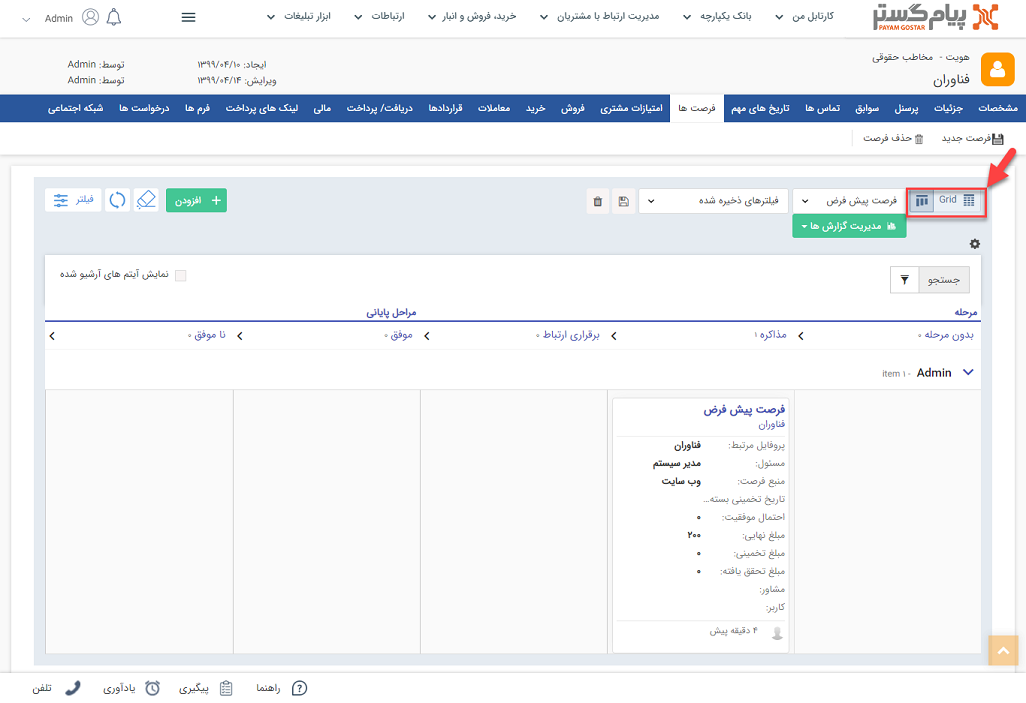 پیام گستر
PAYAM GOSTAR
کارتابل من
بانک یکپارچه
مدیریت ارتباط با مشتریان
خرید، فروش و انبار
ارتباطات
ابزار تبلیغات
Admin
هویت - مخاطب حقوقی
فناوران
ایجاد: ۱۳۹۹/۰۴/۱۰
توسط: Admin
ویرایش: ۱۳۹۹/۰۴/۱۴
توسط: Admin
مشخصات
جزئیات
پرسنل
سوابق
تماس ها
تاریخ های مهم
فرصت ها
امتیازات مشتری
فروش
خرید
معاملات
قراردادها
دریافت/ پرداخت
مالی
لینک های پرداخت
فرم ها
درخواست ها
شبکه اجتماعی
فرصت جدید
حذف فرصت
Grid
فرصت پیش فرض
فیلترهای ذخیره شده
+ افزودن
فیلتر
مدیریت گزارش ها
جستجو
نمایش آیتم های آرشیو شده
مرحله
مراحل پایانی
بدون مرحله ۰
مذاکره ۱
برقراری ارتباط ۰
موفق ۰
نا موفق ۰
Admin - ۱ item
فرصت پیش فرض
فناوران
پروفایل مرتبط: فناوران
مسئول: مدیر سیستم
منبع فرصت: وب سایت
تاریخ تخمینی بسته...
احتمال موفقیت: ۰
مبلغ نهایی: ۲۰۰
مبلغ تخمینی: ۰
مبلغ تحقق یافته: ۰
مشاور:
کاربر:
۴ دقیقه پیش
راهنما
پیگیری
یادآوری
تلفن